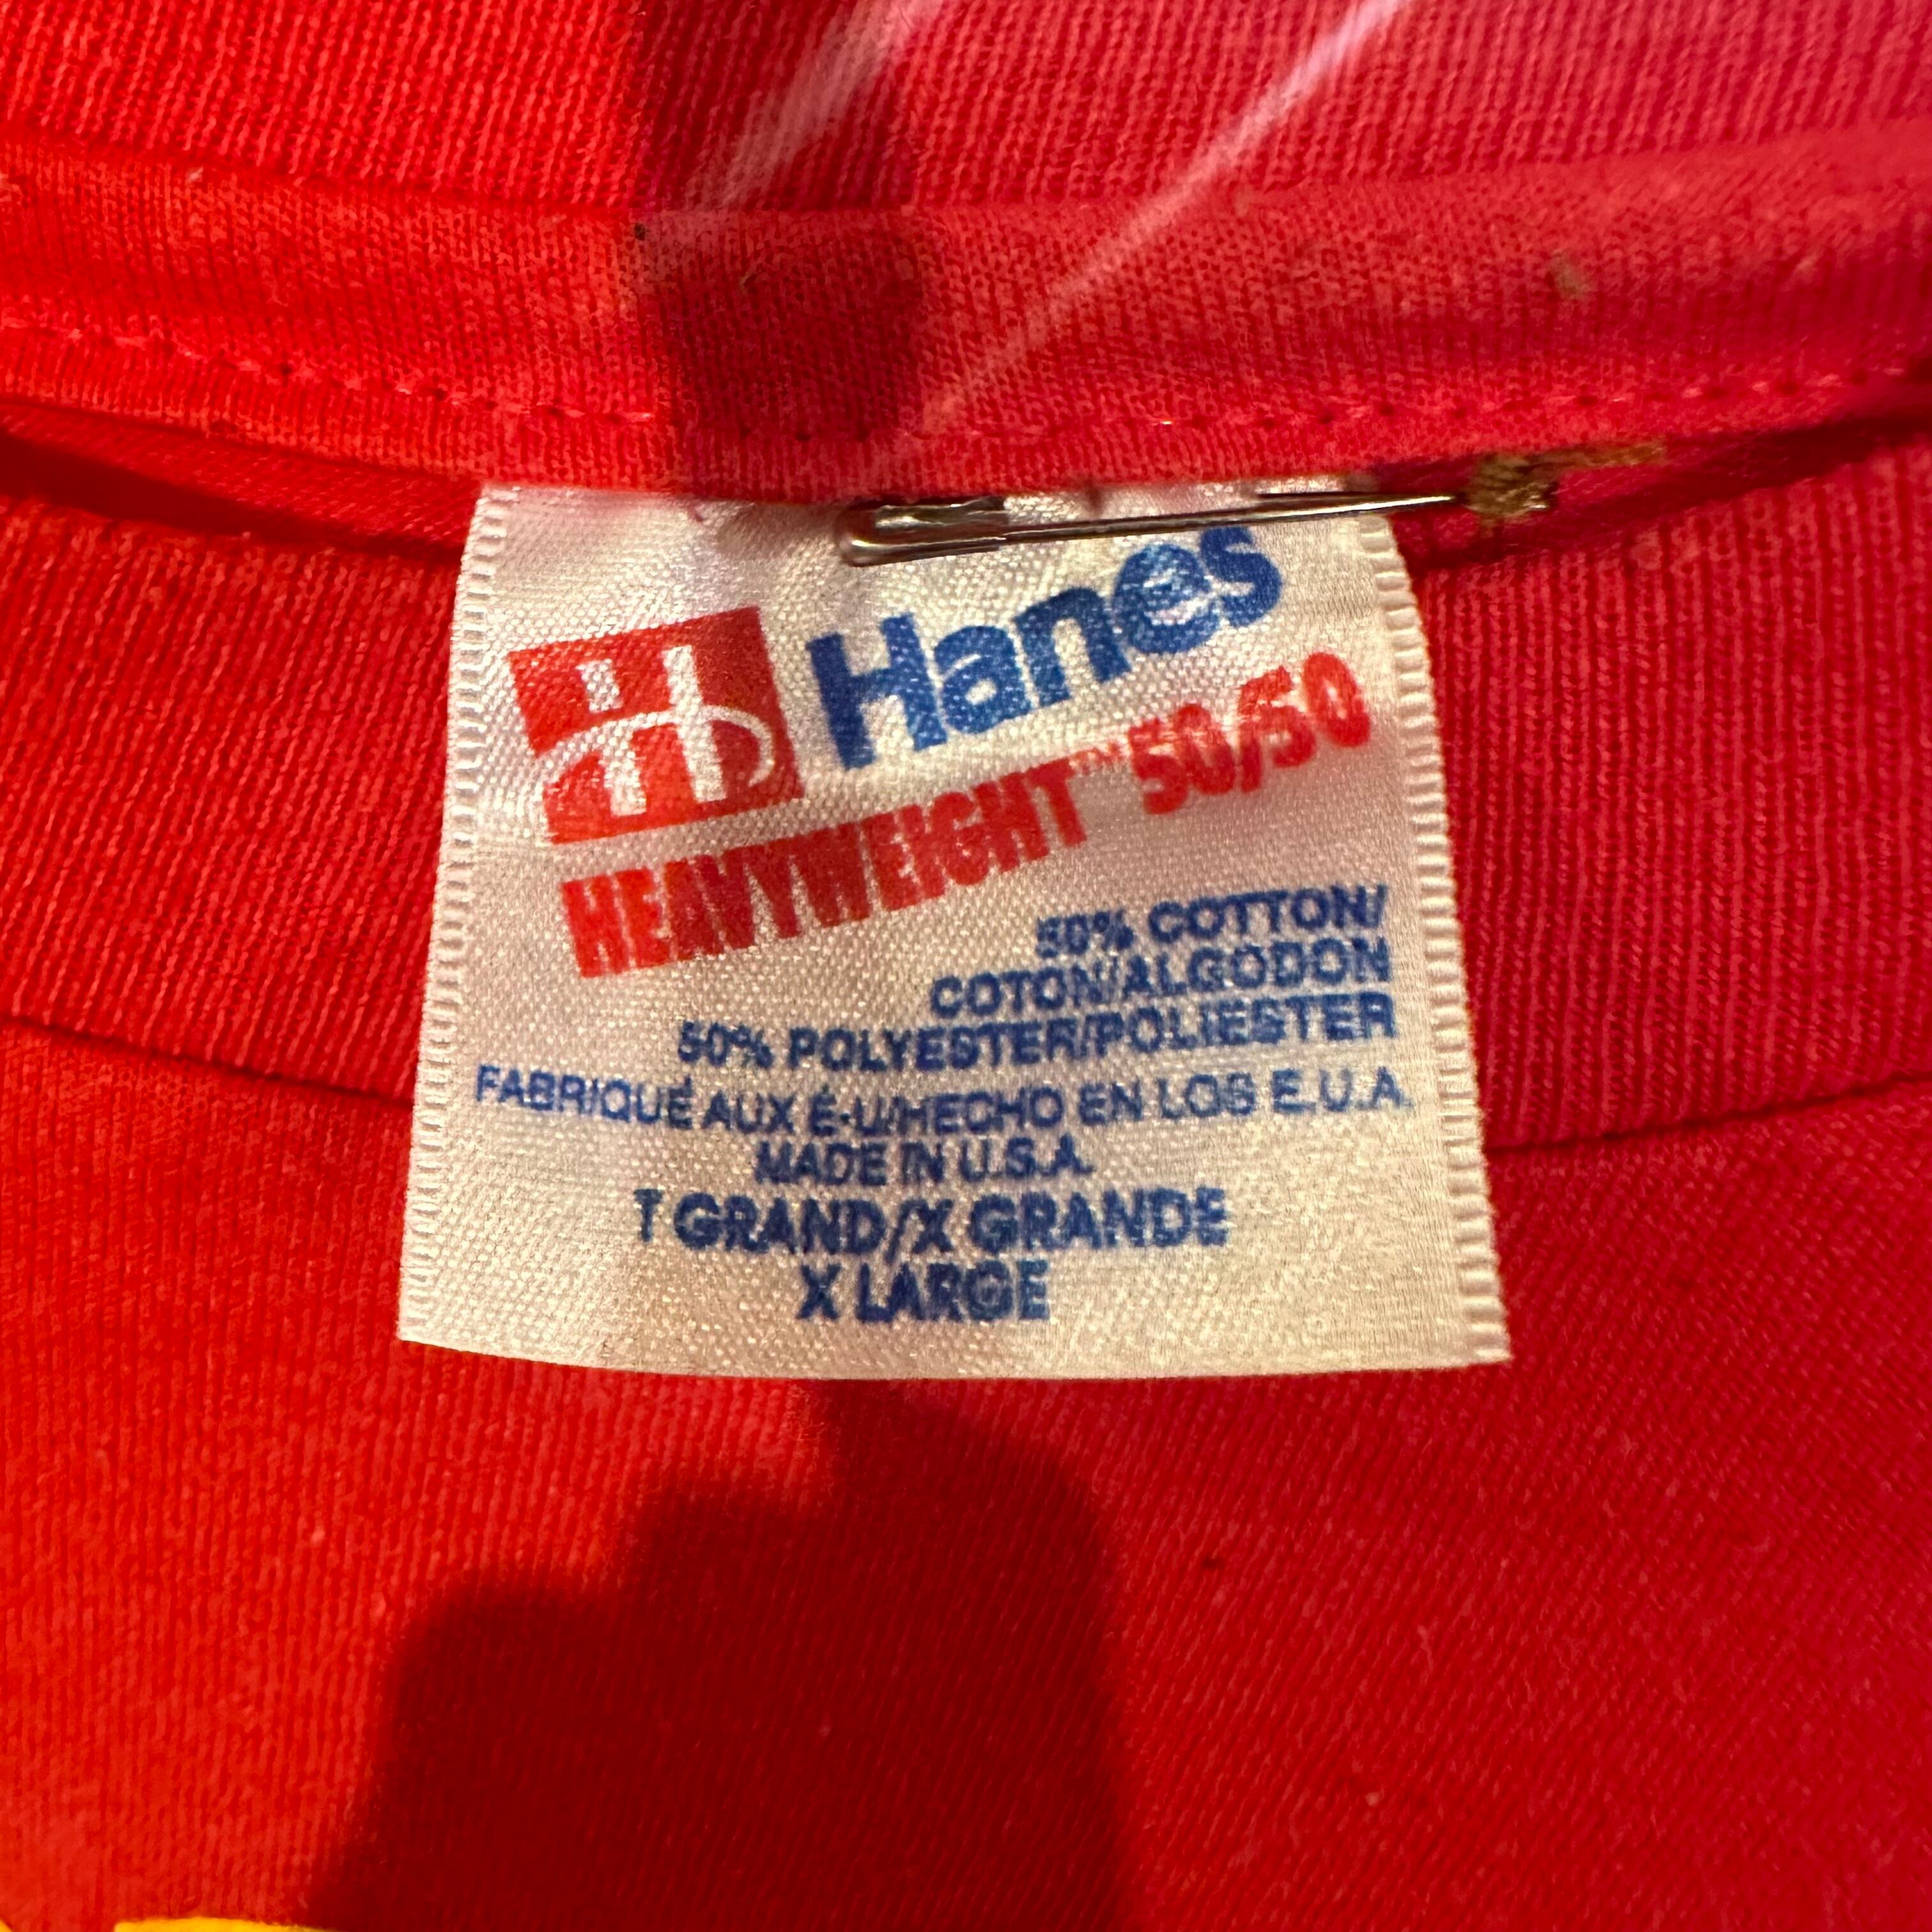 Hanes
HEAVYWEIGHT™ 50/50
50% COTTON/
COTON/ALGODON
50% POLYESTER/POLIESTER
FABRIQUÉ AUX É-U/HECHO EN LOS E.U.A.
MADE IN U.S.A.
T GRAND/X GRANDE
X LARGE